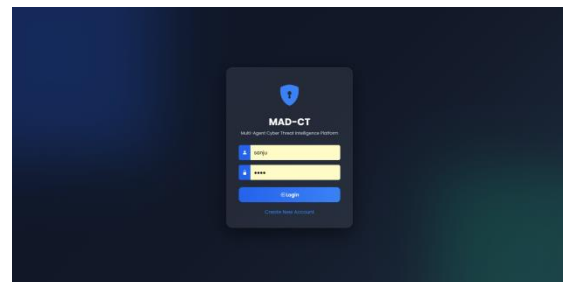 MAD-CT
Multi-Agent Cyber Threat Intelligence Platform
sanju
••••
Login
Create New Account